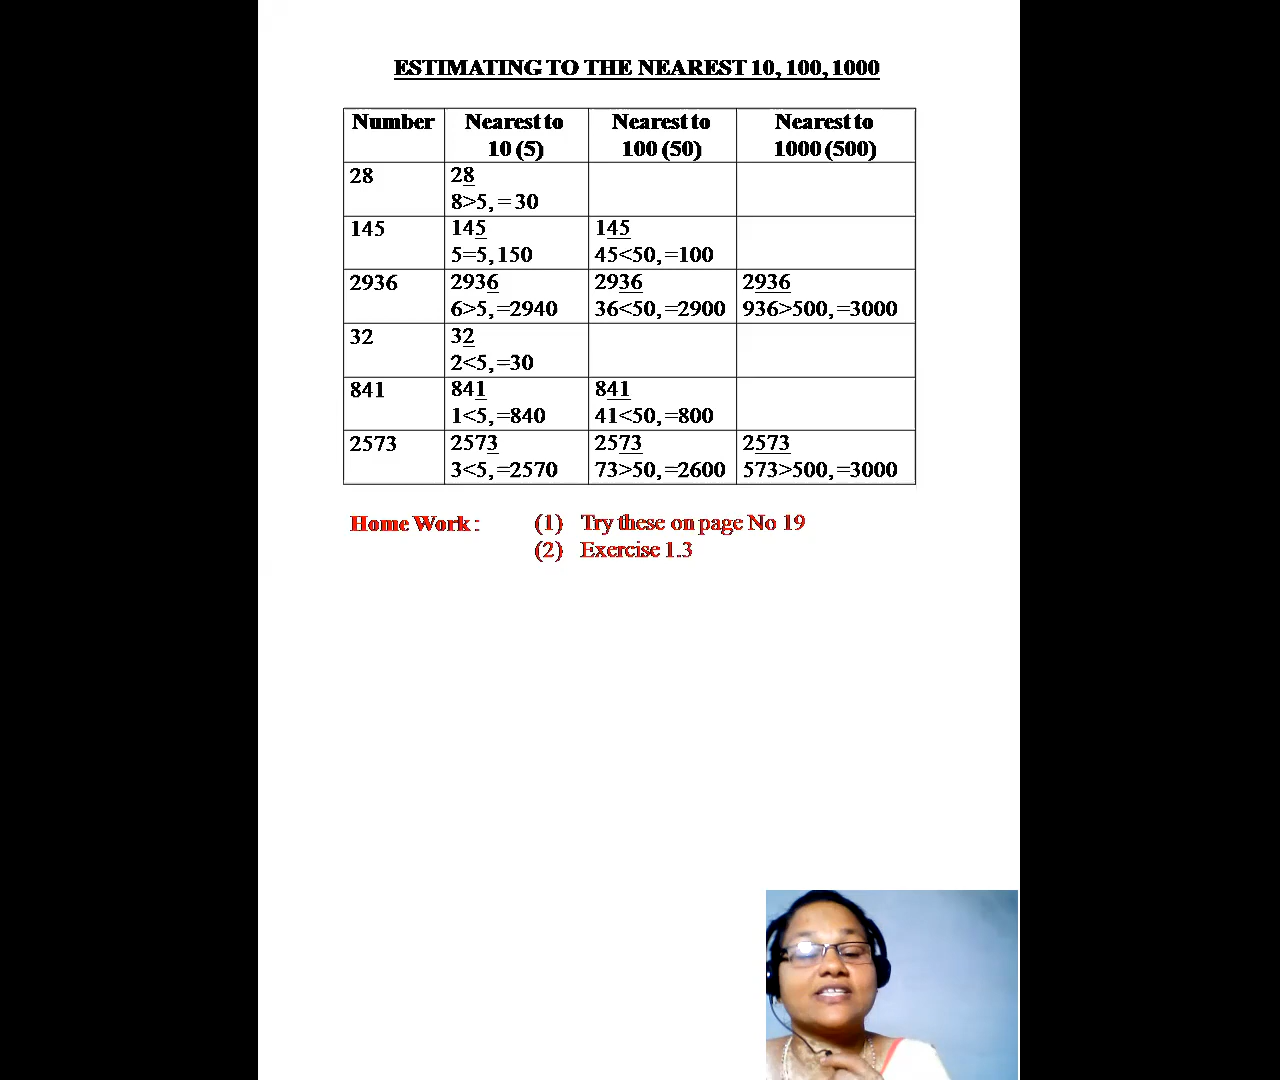 ESTIMATING TO THE NEAREST 10, 100, 1000
Number Nearest to 10 (5) Nearest to 100 (50) Nearest to 1000 (500)
28 28
8>5, = 30
145 145 145
5=5, 150 45<50, =100
2936 2936 2936 2936
6>5, =2940 36<50, =2900 936>500, =3000
32 32
2<5, =30
841 841 841
1<5, =840 41<50, =800
2573 2573 2573 2573
3<5, =2570 73>50, =2600 573>500, =3000
Home Work : (1) Try these on page No 19
(2) Exercise 1.3